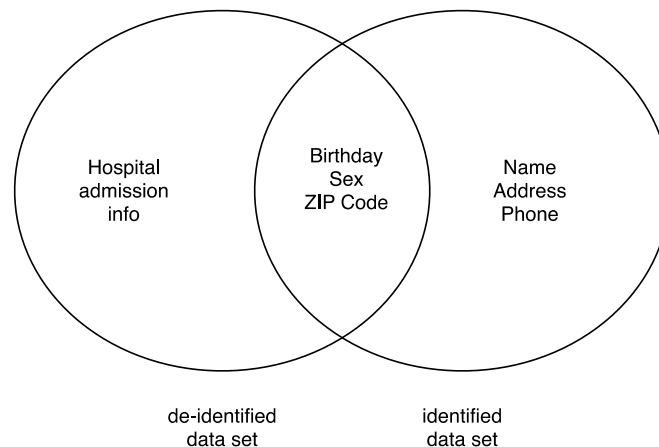 Hospital
admission
info
Birthday
Sex
ZIP Code
Name
Address
Phone
de-identified
data set
identified
data set